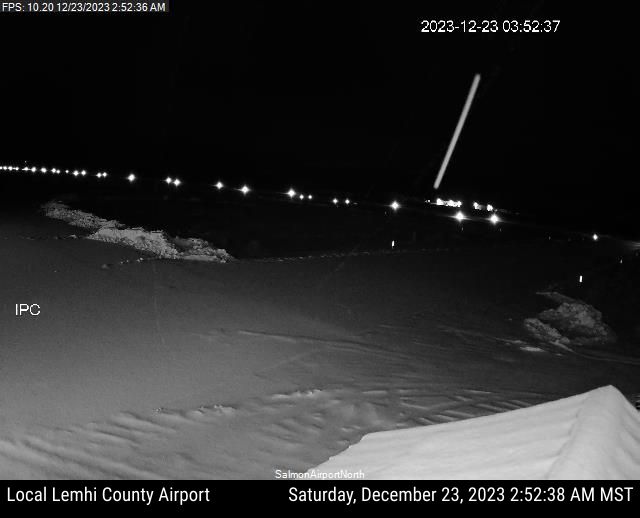 FPS: 10.20 12/23/2023 2:52:36 AM
2023-12-23 03:52:37
IPC
SalmonAirportNorth
Local Lemhi County Airport Saturday, December 23, 2023 2:52:38 AM MST